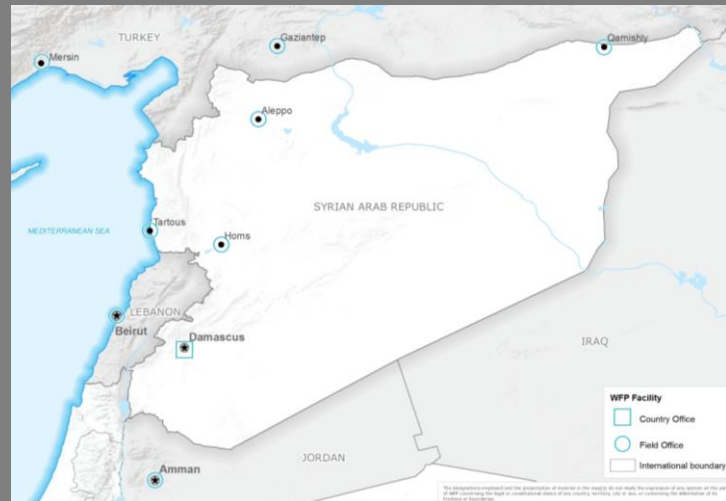 TURKEY
Gaziantep
Qamishly
Mersin
Aleppo
SYRIAN ARAB REPUBLIC
Tartous
MEDITERRANEAN SEA
Homs
LEBANON
Beirut
Damascus
IRAQ
WFP Facility
Country Office
Field Office
International boundary
JORDAN
Amman